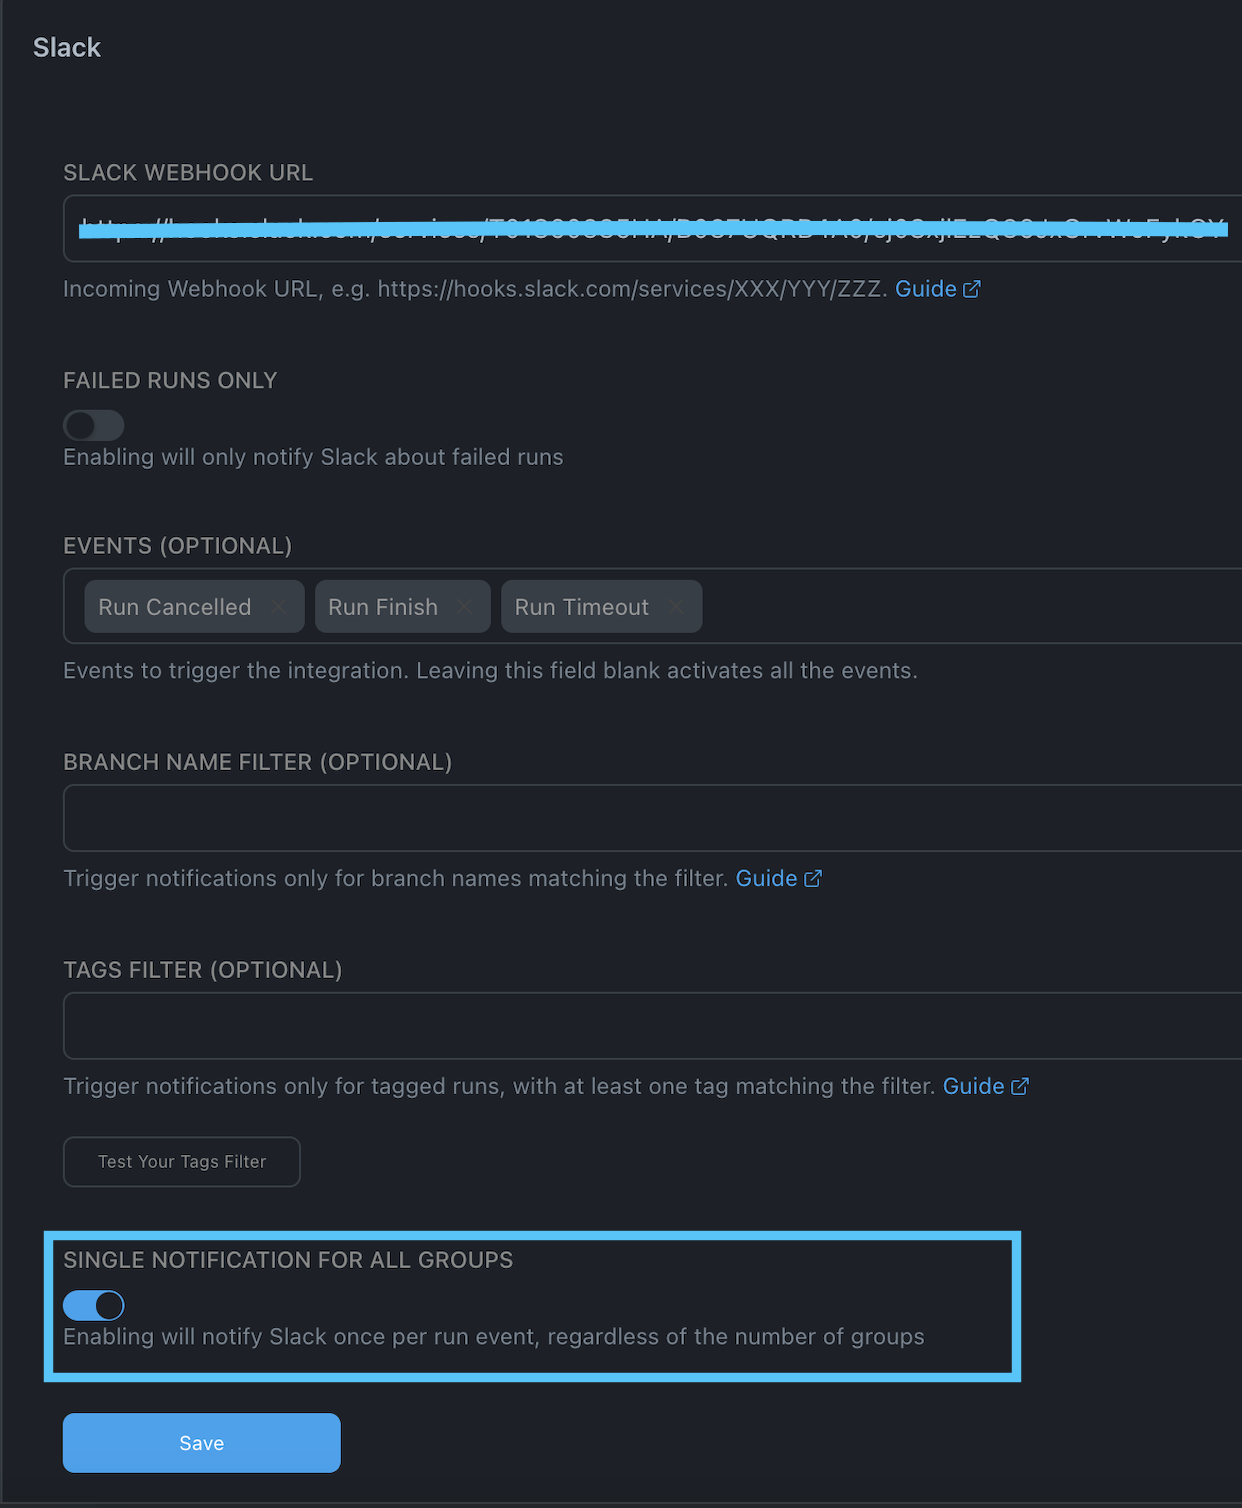 Slack
SLACK WEBHOOK URL
Incoming Webhook URL, e.g. https://hooks.slack.com/services/XXX/YYY/ZZZ. Guide
FAILED RUNS ONLY
Enabling will only notify Slack about failed runs
EVENTS (OPTIONAL)
Run Cancelled Run Finish Run Timeout
Events to trigger the integration. Leaving this field blank activates all the events.
BRANCH NAME FILTER (OPTIONAL)
Trigger notifications only for branch names matching the filter. Guide
TAGS FILTER (OPTIONAL)
Trigger notifications only for tagged runs, with at least one tag matching the filter. Guide
Test Your Tags Filter
SINGLE NOTIFICATION FOR ALL GROUPS
Enabling will notify Slack once per run event, regardless of the number of groups
Save